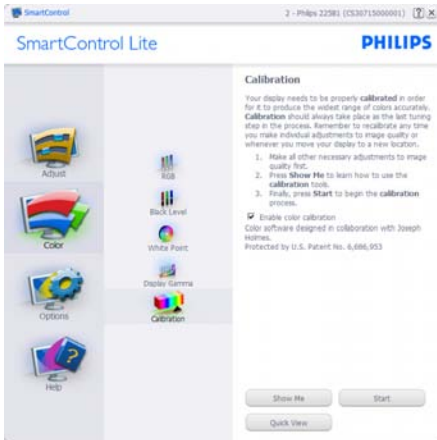 SmartControl
2 - Philips 225B1 (CS30715000001)
SmartControl Lite
PHILIPS
Adjust
Color
Options
Help
RGB
Black Level
White Point
Display Gamma
Calibration
Calibration
Your display needs to be properly calibrated in order
for it to produce the widest range of colors accurately.
Calibration should always take place as the last tuning
step in the process. Remember to recalibrate any time
you make individual adjustments to image quality or
whenever you move your display to a new location.
1. Make all other necessary adjustments to image
quality first.
2. Press Show Me to learn how to use the
calibration tools.
3. Finally, press Start to begin the calibration
process.
Enable color calibration
Color software designed in collaboration with Joseph
Holmes.
Protected by U.S. Patent No. 6,686,953
Show Me
Start
Quick View